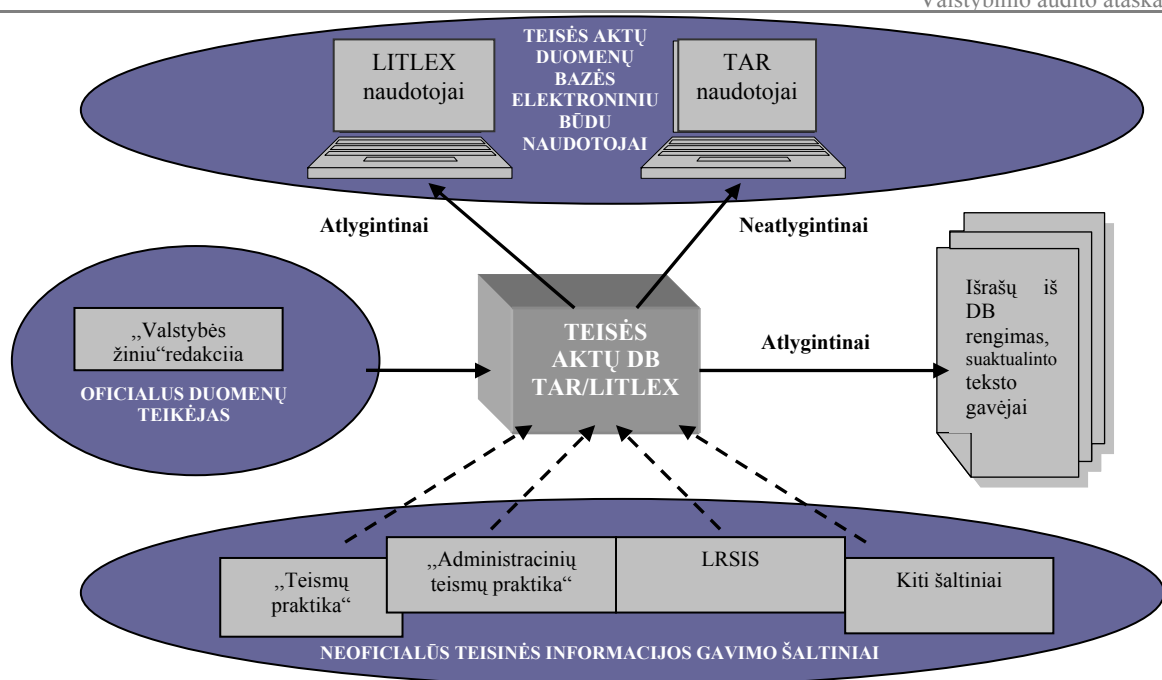 Valstybinio audito ataska
TEISĖS AKTŲ
DUOMENŲ
BAZĖS
ELEKTRONINIU
BŪDU
NAUDOTOJAI
LITLEX
naudotojai
TAR
naudotojai
Atlygintinai
Neatlygintinai
„Valstybės
žiniu“redakciia
OFICIALUS DUOMENŲ
TEIKĖJAS
TEISĖS
AKTŲ DB
TAR/LITLEX
Atlygintinai
Išrašų iš
DB
rengimas,
suaktualinto
teksto
gavėjai
„Teismų
praktika“
„Administracinių
teismų praktika“
LRSIS
Kiti šaltiniai
NEOFICIALŪS TEISINĖS INFORMACIJOS GAVIMO ŠALTINIAI